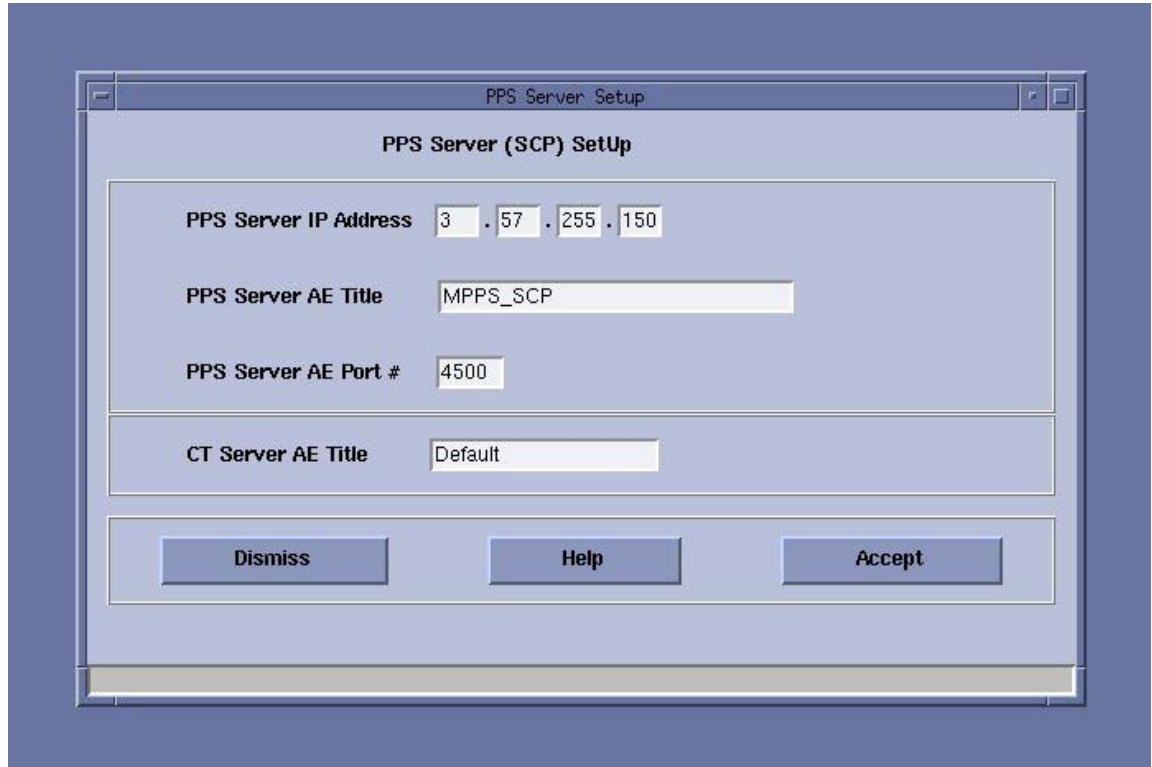 PPS Server Setup
PPS Server (SCP) SetUp
PPS Server IP Address 3 . 57 . 255 . 150
PPS Server AE Title MPPS_SCP
PPS Server AE Port # 4500
CT Server AE Title Default
Dismiss Help Accept